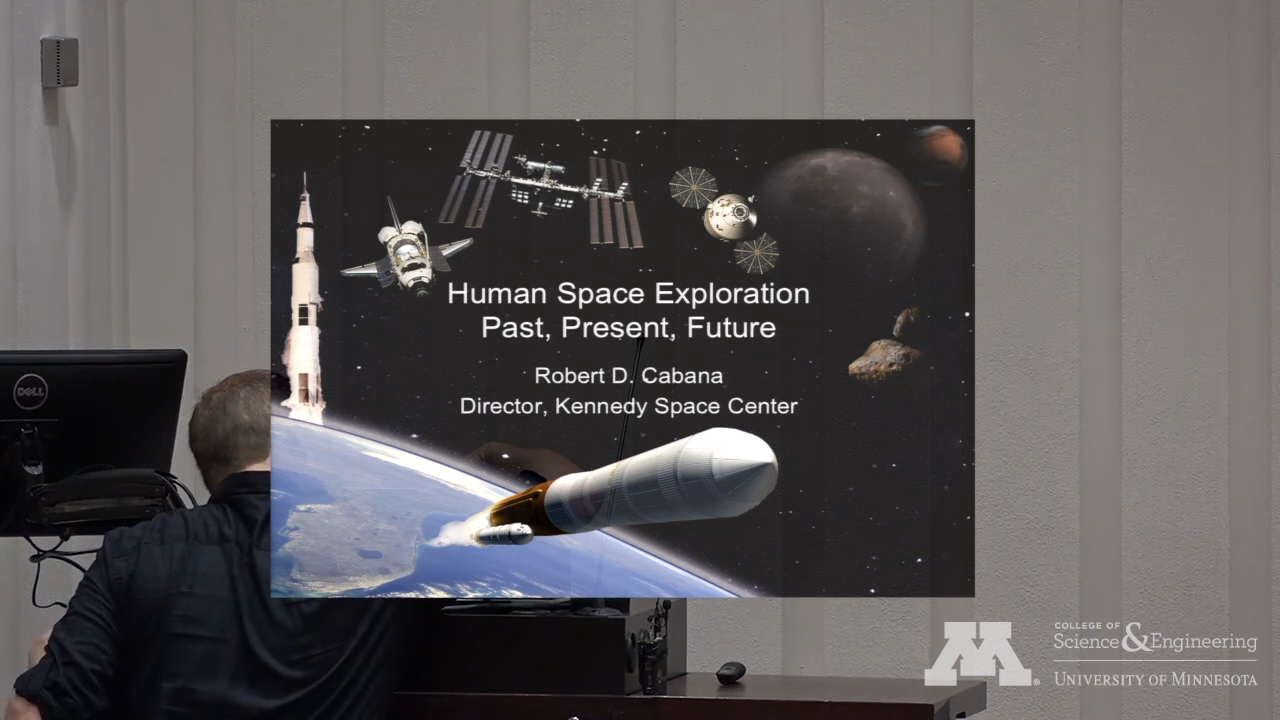 Human Space Exploration
Past, Present, Future
Robert D. Cabana
Director, Kennedy Space Center
DELL
M
®
COLLEGE OF
Science & Engineering
UNIVERSITY OF MINNESOTA